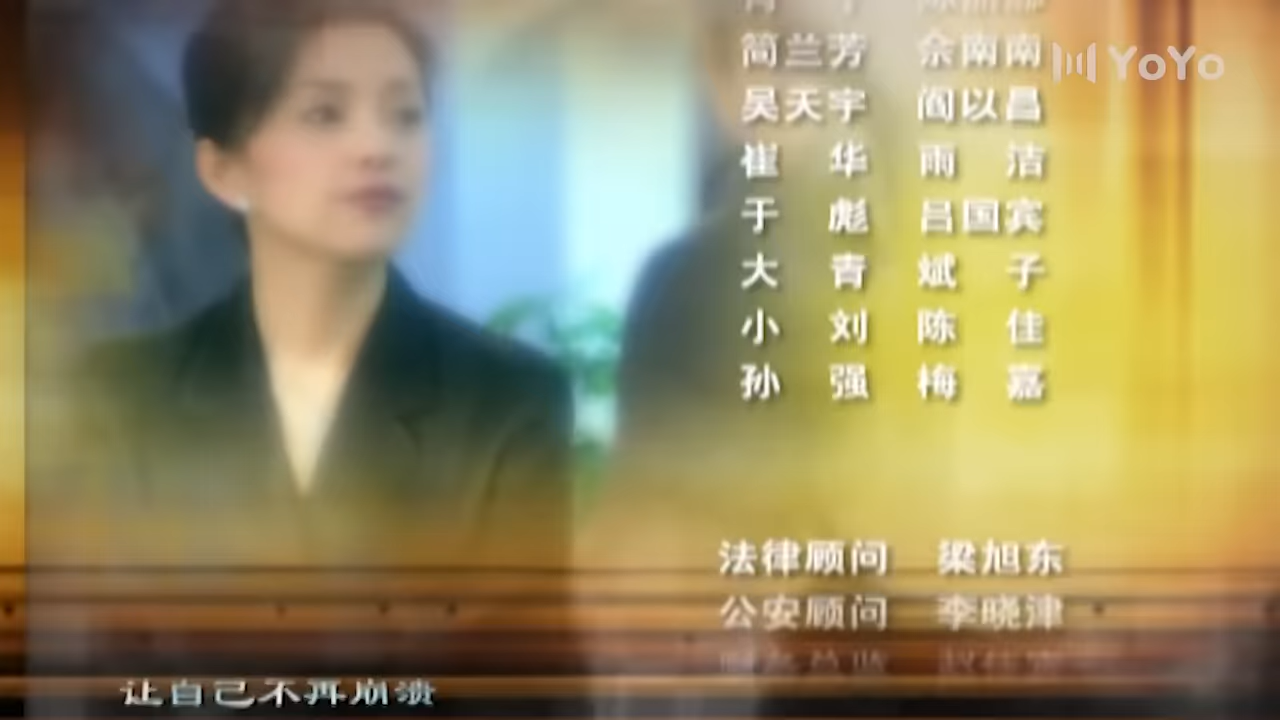 简兰芳 余南南
YoYo
吴天宇 阎以昌
崔 华 雨 洁
于 彪 吕国宾
大 青 斌 子
小 刘 陈 佳
孙 强 梅 嘉
法律顾问 梁旭东
公安顾问 李晓津
让自己不再崩溃